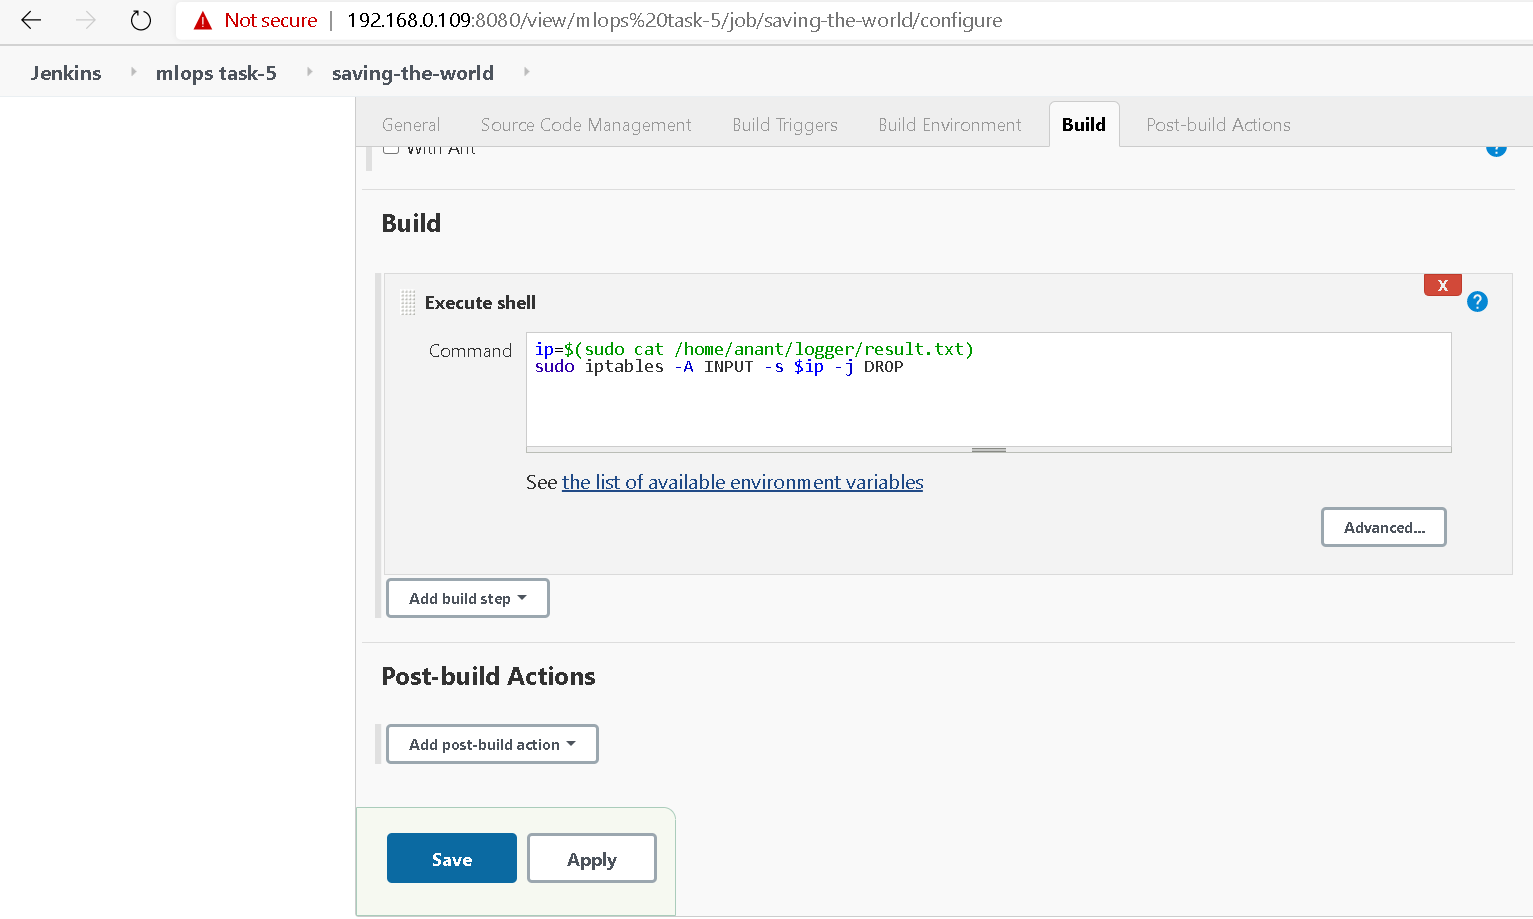 Not secure | 192.168.0.109:8080/view/mlops%20task-5/job/saving-the-world/configure
Jenkins mlops task-5 saving-the-world
General Source Code Management Build Triggers Build Environment Build Post-build Actions
With Ant
?
Build
X
Execute shell
?
Command
ip=$(sudo cat /home/anant/logger/result.txt)
sudo iptables -A INPUT -s $ip -j DROP
See the list of available environment variables
Advanced...
Add build step
Post-build Actions
Add post-build action
Save Apply